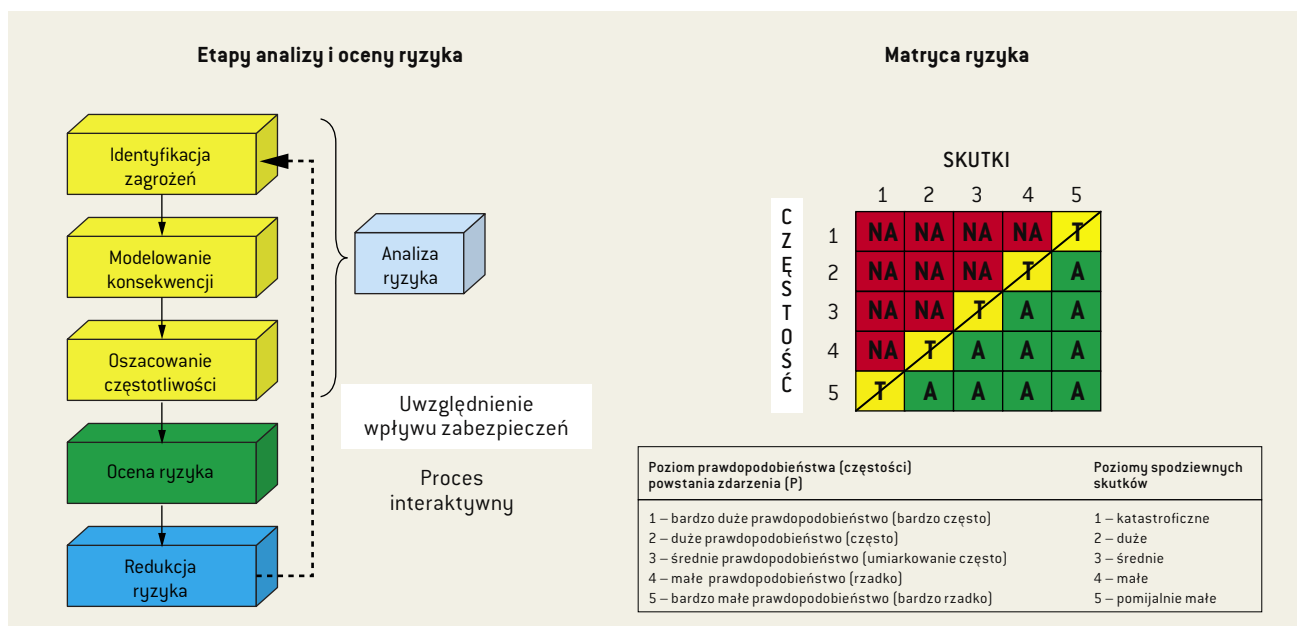 Etapy analizy i oceny ryzyka
Identyfikacja
zagrożeń
Modelowanie
konsekwencji
Oszacowanie
częstotliwości
Ocena ryzyka
Redukcja
ryzyka
Analiza
ryzyka
Uwzględnienie
wpływu zabezpieczeń
Proces
interaktywny
Matryca ryzyka
SKUTKI
1 2 3 4 5
CZĘSTOŚĆ
1 NA NA NA NA T
2 NA NA NA T A
3 NA NA T A A
4 NA T A A A
5 T A A A A
Poziom prawdopodobieństwa (częstości)
powstania zdarzenia (P)
1 – bardzo duże prawdopodobieństwo (bardzo często)
2 – duże prawdopodobieństwo (często)
3 – średnie prawdopodobieństwo (umiarkowanie często)
4 – małe prawdopodobieństwo (rzadko)
5 – bardzo małe prawdopodobieństwo (bardzo rzadko)
Poziomy spodziewnych
skutków
1 – katastroficzne
2 – duże
3 – średnie
4 – małe
5 – pomijalnie małe